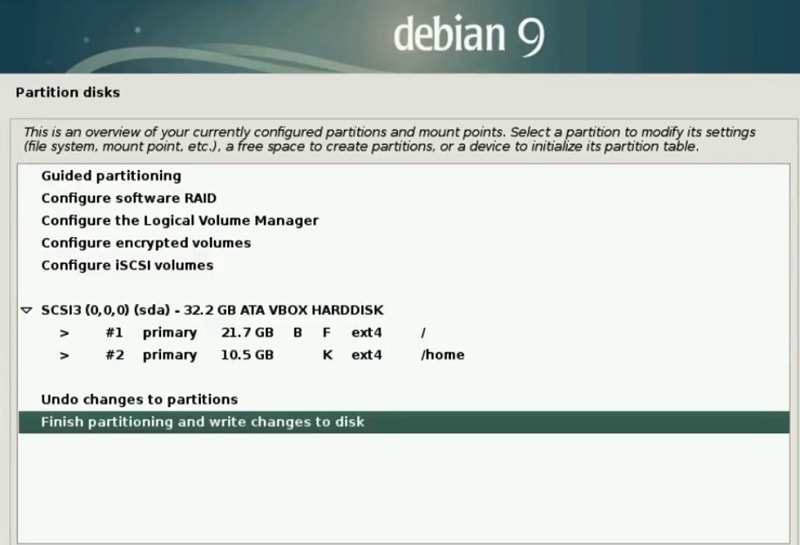 debian 9
Partition disks
This is an overview of your currently configured partitions and mount points. Select a partition to modify its settings
(file system, mount point, etc.), a free space to create partitions, or a device to initialize its partition table.
Guided partitioning
Configure software RAID
Configure the Logical Volume Manager
Configure encrypted volumes
Configure iSCSI volumes
SCSI3 (0,0,0) (sda) - 32.2 GB ATA VBOX HARDDISK
> #1 primary 21.7 GB B F ext4 /
> #2 primary 10.5 GB K ext4 /home
Undo changes to partitions
Finish partitioning and write changes to disk